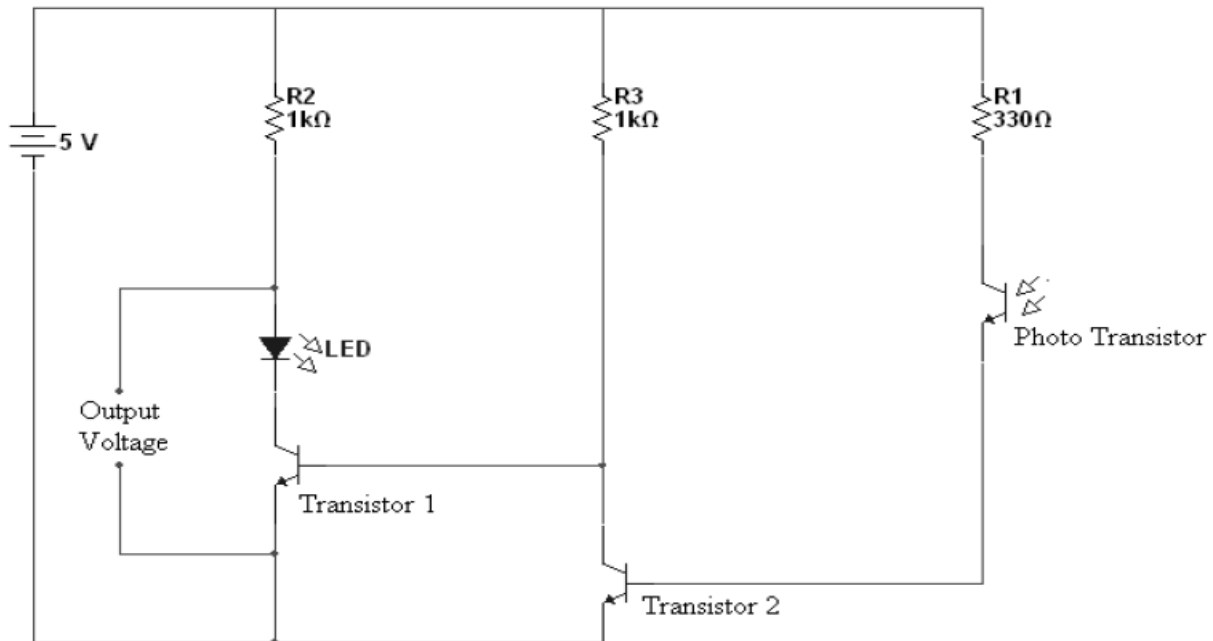 R2
1kΩ
R3
1kΩ
R1
330Ω
5 V
LED
Photo Transistor
Output
Voltage
Transistor 1
Transistor 2